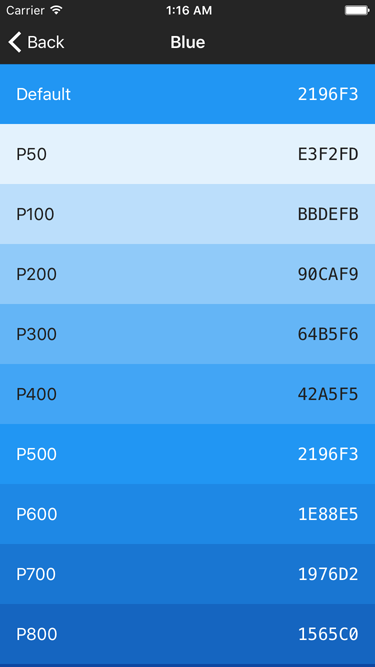 Carrier 1:16 AM
Back Blue
Default 2196F3
P50 E3F2FD
P100 BBDEFB
P200 90CAF9
P300 64B5F6
P400 42A5F5
P500 2196F3
P600 1E88E5
P700 1976D2
P800 1565C0